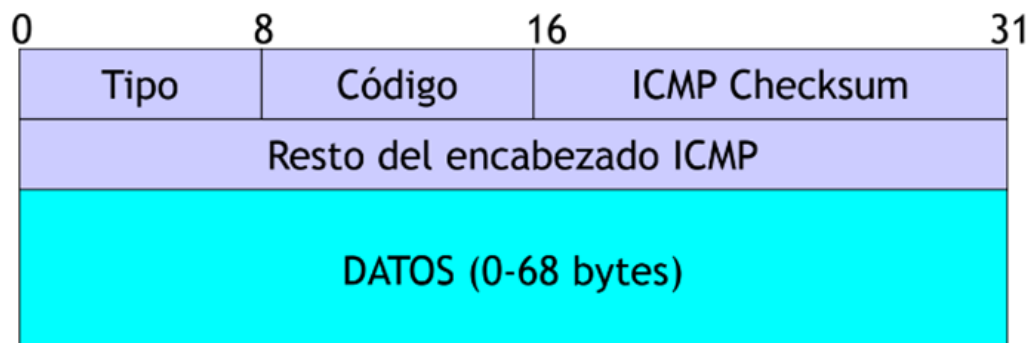 0 8 16 31
Tipo Código ICMP Checksum
Resto del encabezado ICMP
DATOS (0-68 bytes)